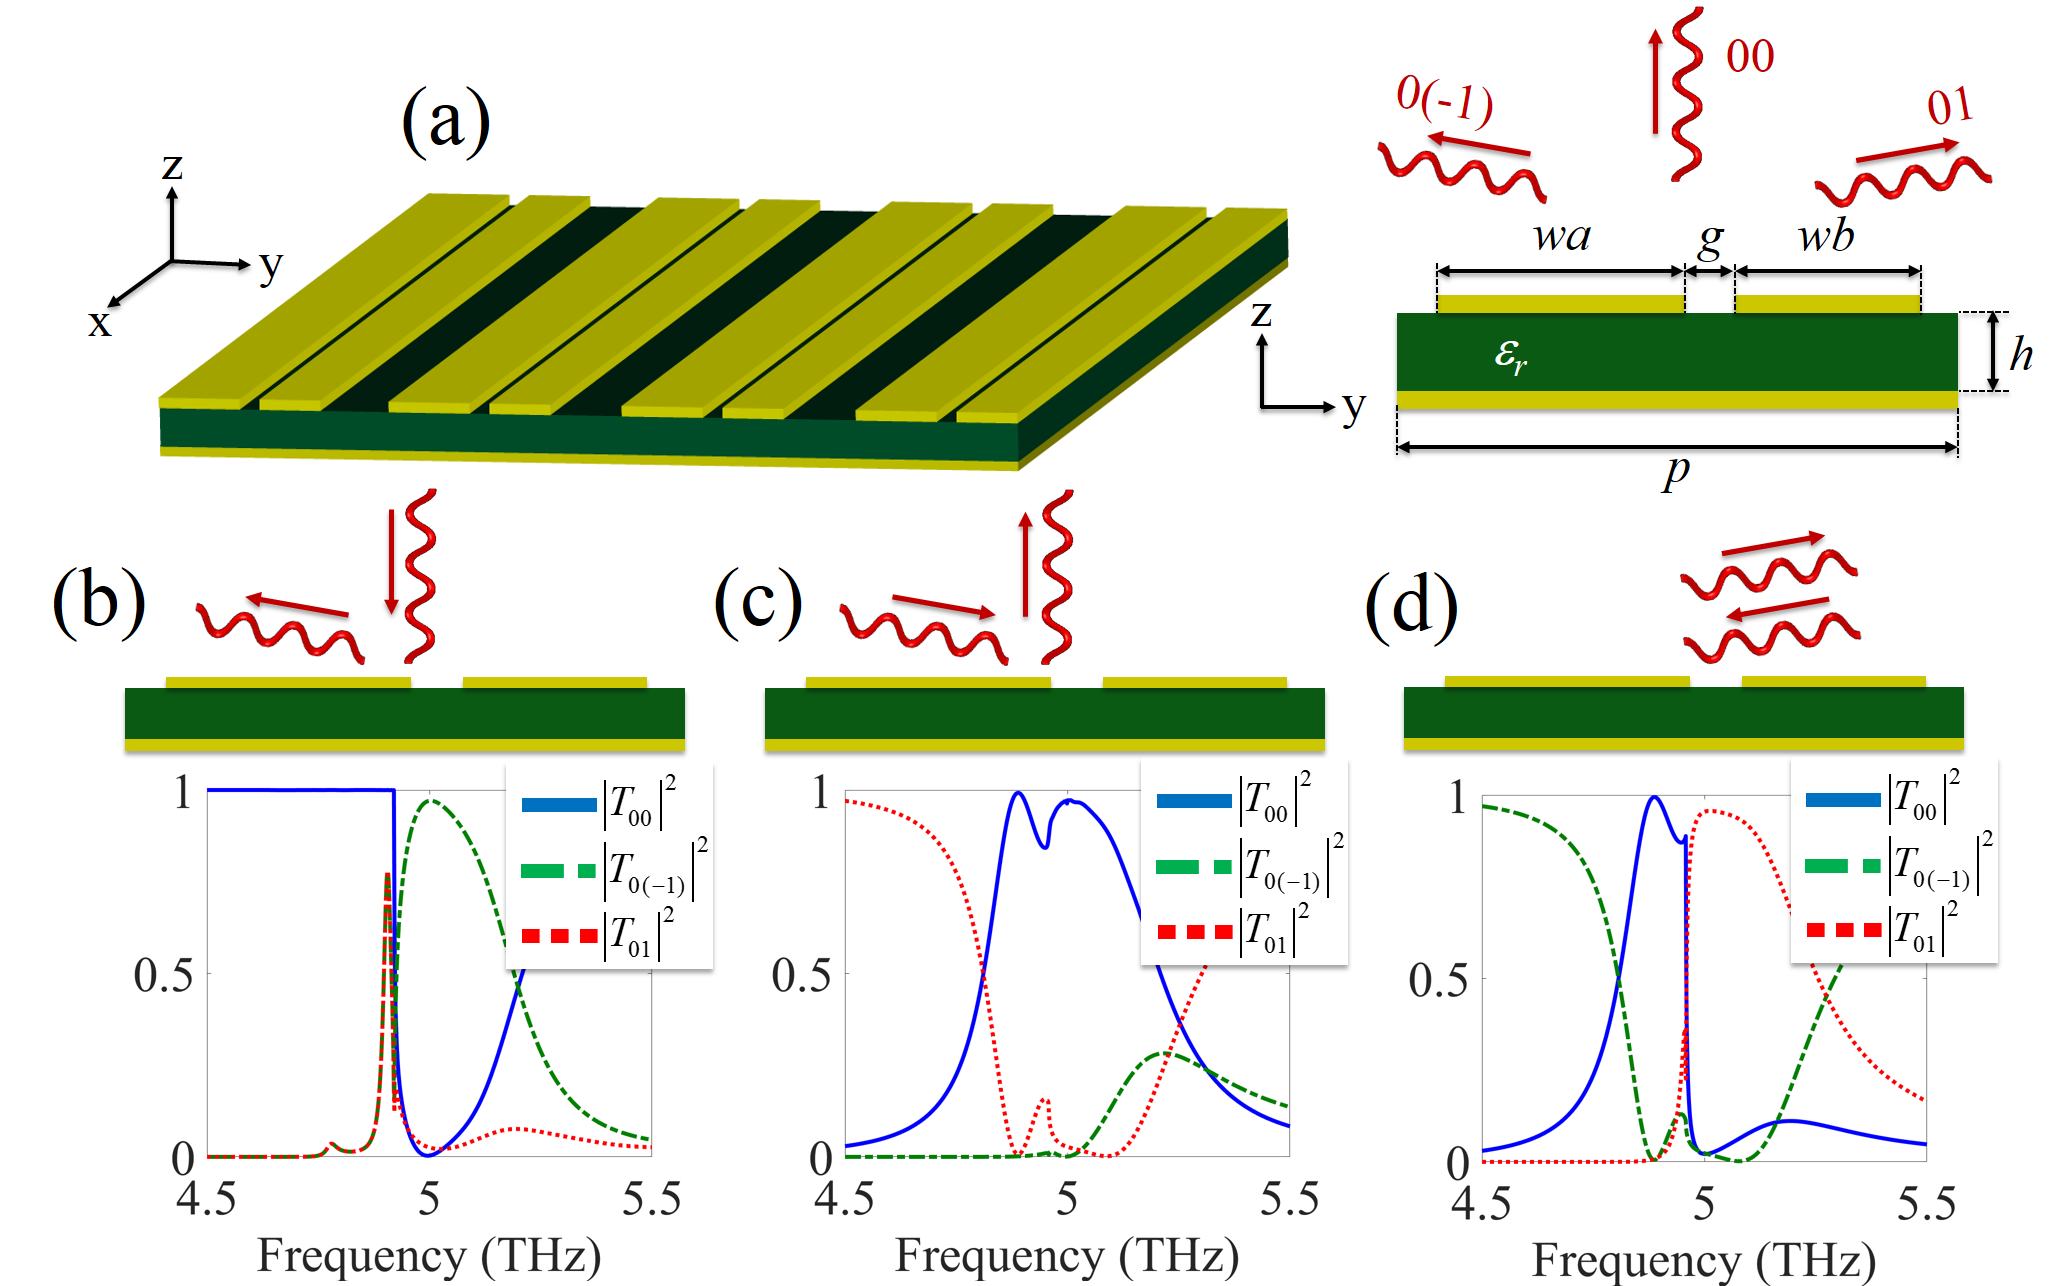 (a)
z
y
x
00
0(-1)
01
wa
g
wb
z
y
εr
h
p
(b)
(c)
(d)
|T00|²
|T0(−1)|²
|T01|²
1
0.5
0
4.5 5 5.5
Frequency (THz)
|T00|²
|T0(−1)|²
|T01|²
1
0.5
0
4.5 5 5.5
Frequency (THz)
|T00|²
|T0(−1)|²
|T01|²
1
0.5
0
4.5 5 5.5
Frequency (THz)